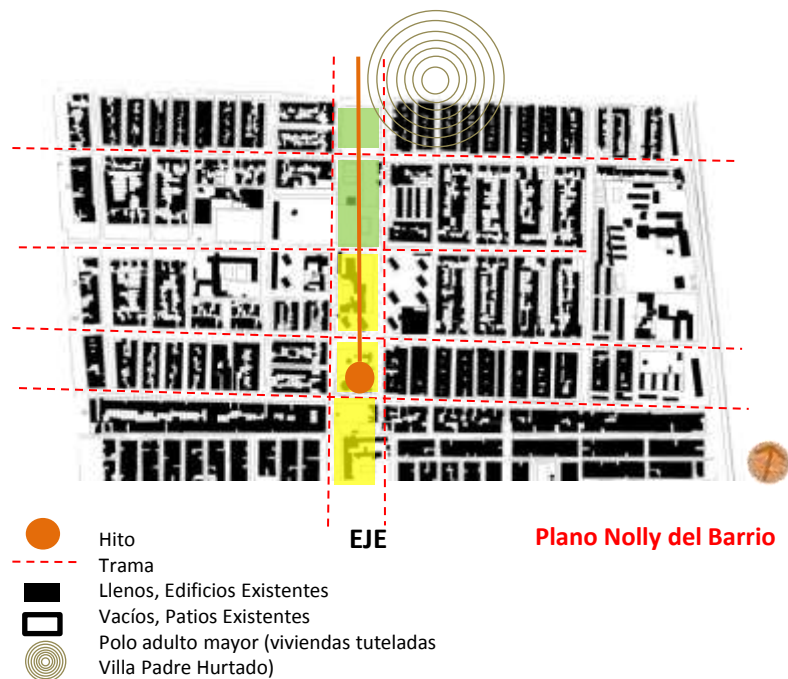 EJE
Plano Nolly del Barrio
Hito
Trama
Llenos, Edificios Existentes
Vacíos, Patios Existentes
Polo adulto mayor (viviendas tuteladas
Villa Padre Hurtado)